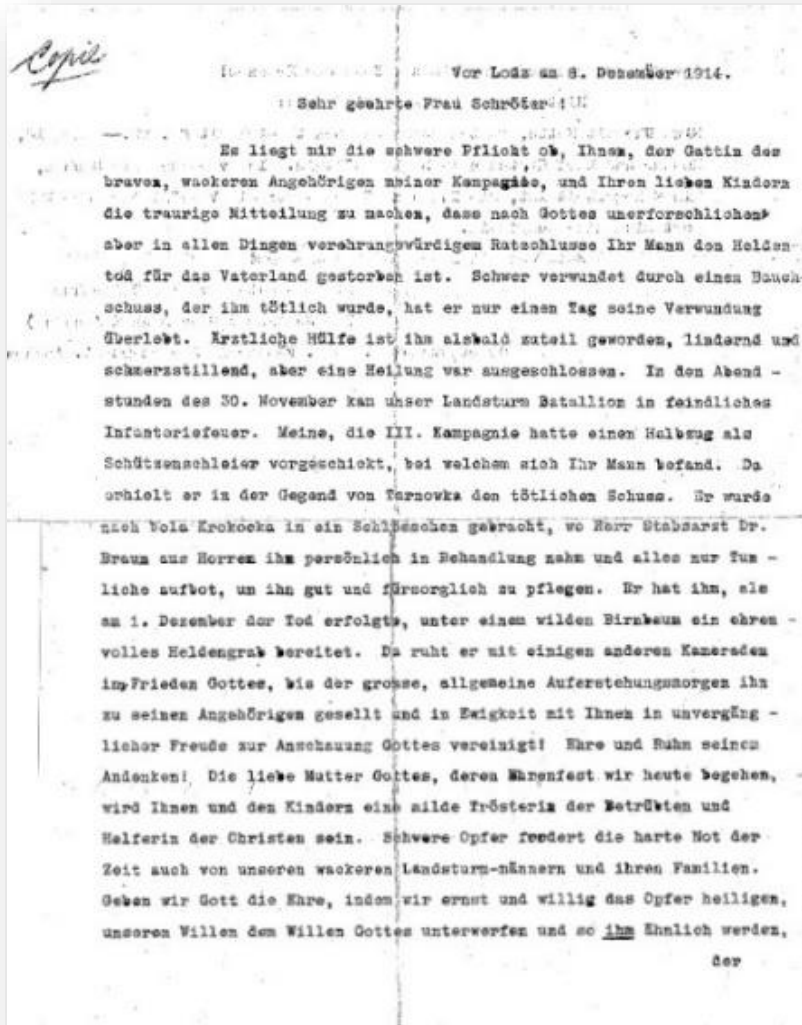 Copie
Vor Lodz am 8. Dezember 1914.
Sehr geehrte Frau Schröter !
Es liegt mir die schwere Pflicht ob, Ihnen, der Gattin des
braven, wackeren Angehörigen meiner Kompagnie, und Ihren lieben Kindern
die traurige Mitteilung zu machen, dass nach Gottes unerforschlichem
aber in allen Dingen verehrungswürdigem Ratschlusse Ihr Mann den Helden-
tod für das Vaterland gestorben ist. Schwer verwundet durch einen Bauch-
schuss, der ihm tötlich wurde, hat er nur einen Tag seine Verwundung
überlebt. Ärztliche Hülfe ist ihm alsbald zuteil geworden, lindernd und
schmerzstillend, aber eine Heilung war ausgeschlossen. In den Abend -
stunden des 30. November kam unser Landsturm Batallion in feindliches
Infanteriefeuer. Meine, die III. Kompagnie hatte einen Halbzug als
Schützenschleier vorgeschickt, bei welchem sich Ihr Mann befand. Da
erhielt er in der Gegend von Tarnowka den tötlichen Schuss. Er wurde
nach Wola Krokocka in ein Schlösschen gebracht, wo Herr Stabsarzt Dr.
Braun aus Horrem ihn persönlich in Behandlung nahm und alles nur Tun -
liche aufbot, um ihn gut und fürsorglich zu pflegen. Er hat ihm, als
am 1. Dezember der Tod erfolgte, unter einem wilden Birnbaum ein ehren -
volles Heldengrab bereitet. Da ruht er mit einigen anderen Kameraden
im Frieden Gottes, bis der grosse, allgemeine Auferstehungsmorgen ihn
zu seinen Angehörigen gesellt und in Ewigkeit mit Ihnen in unvergäng -
licher Freude zur Anschauung Gottes vereinigt! Ehre und Ruhm seinem
Andenken! Die liebe Mutter Gottes, deren Ehrenfest wir heute begehen,
wird Ihnen und den Kindern eine milde Trösterin der Betrübten und
Helferin der Christen sein. Schwere Opfer fordert die harte Not der
Zeit auch von unseren wackeren Landsturm-männern und ihren Familien.
Geben wir Gott die Ehre, indem wir ernst und willig das Opfer heiligen,
unseren Willen dem Willen Gottes unterwerfen und so ihm ähnlich werden,
der